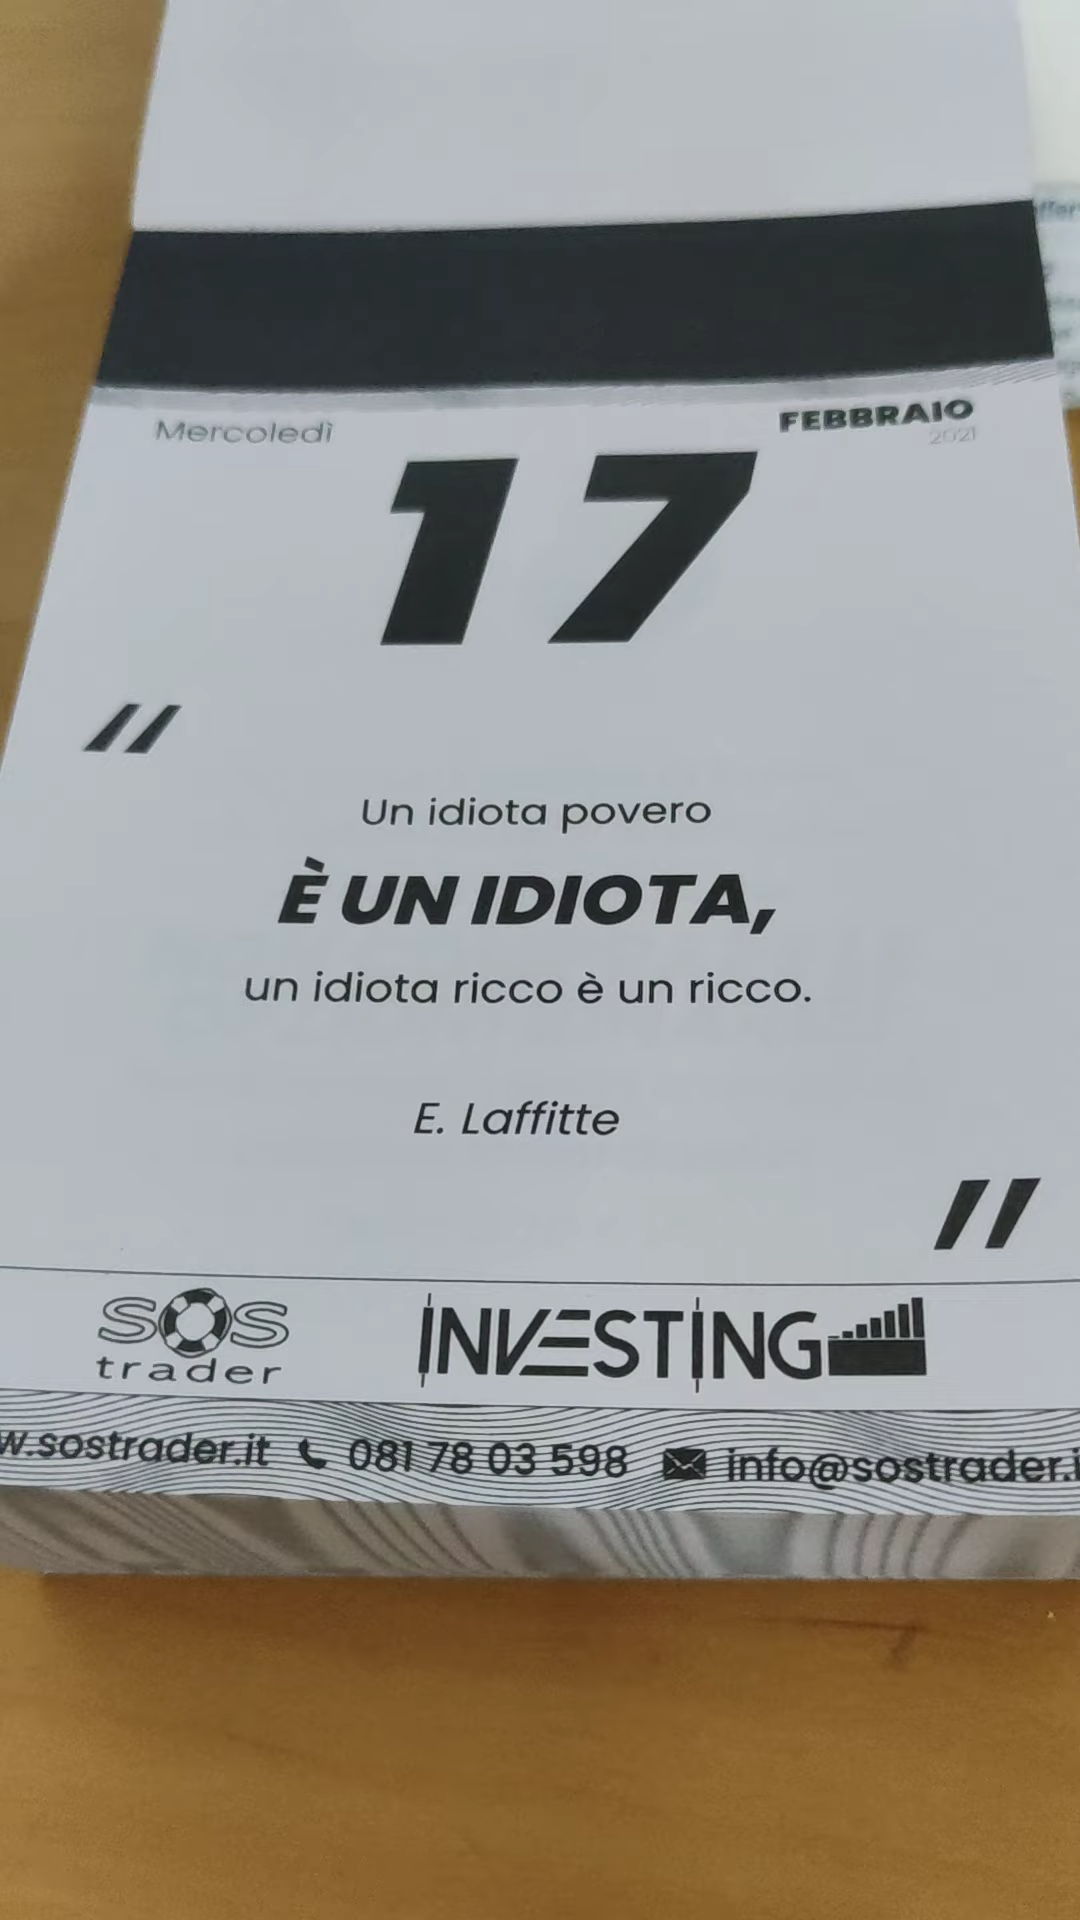 Mercoledì
FEBBRAIO
2021
17
"
Un idiota povero
È UN IDIOTA,
un idiota ricco è un ricco.
E. Laffitte
"
SOS
trader
INVESTING
w.sostrader.it 081 78 03 598 info@sostrader.i